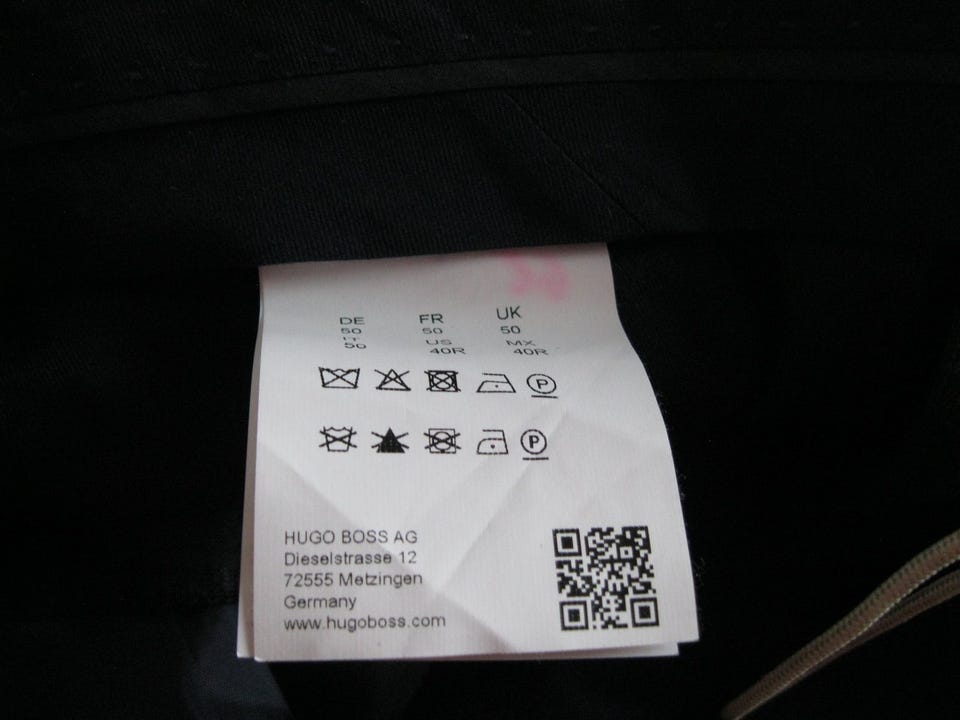 DE FR UK
50 50 50
IT US MX
50 40R 40R
P
P
HUGO BOSS AG
Dieselstrasse 12
72555 Metzingen
Germany
www.hugoboss.com